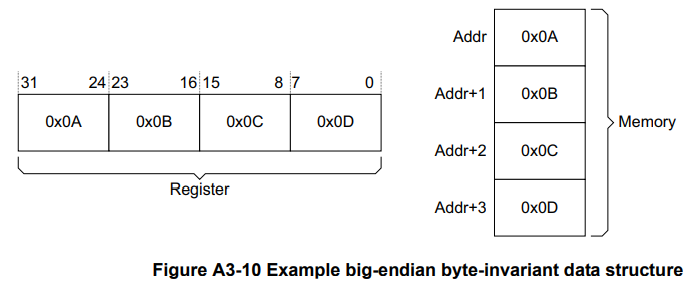 31 24 23 16 15 8 7 0
0x0A 0x0B 0x0C 0x0D
Register
Addr 0x0A
Addr+1 0x0B
Addr+2 0x0C
Addr+3 0x0D
Memory
Figure A3-10 Example big-endian byte-invariant data structure